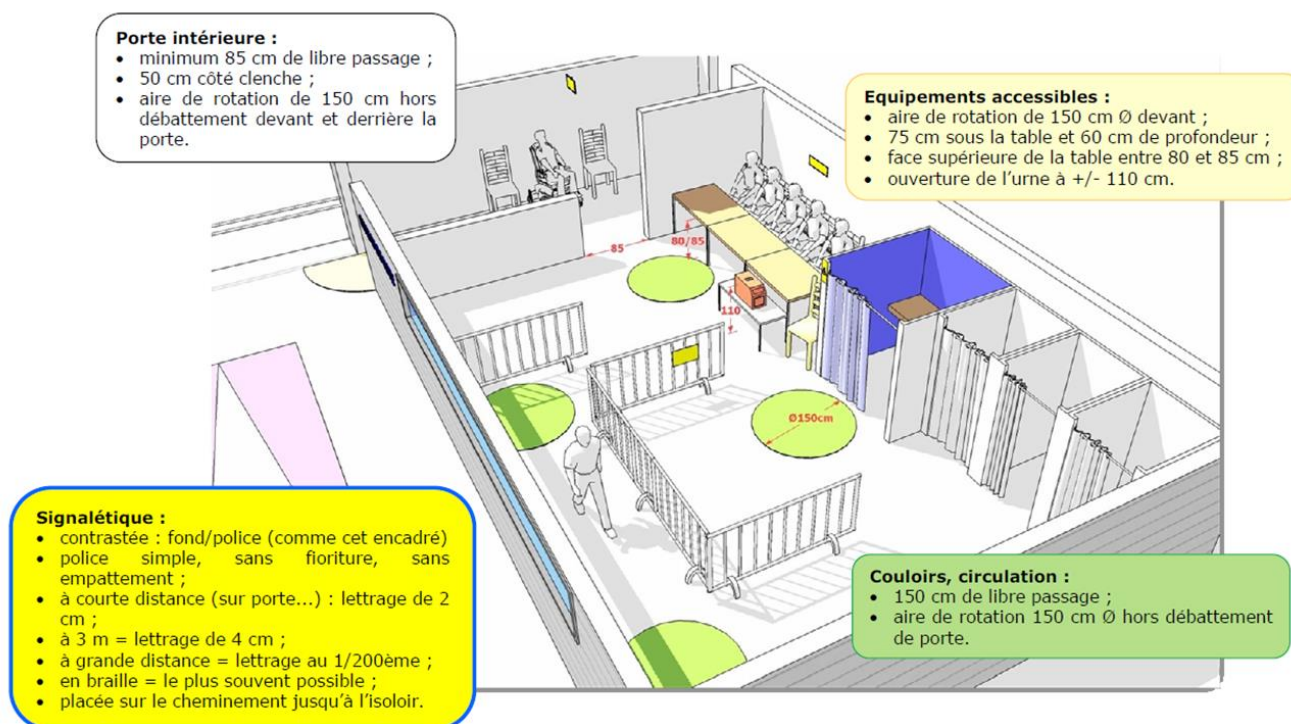 Porte intérieure :
• minimum 85 cm de libre passage ;
• 50 cm côté clenche ;
• aire de rotation de 150 cm hors
débattement devant et derrière la
porte.
Equipements accessibles :
• aire de rotation de 150 cm Ø devant ;
• 75 cm sous la table et 60 cm de profondeur ;
• face supérieure de la table entre 80 et 85 cm ;
• ouverture de l’urne à +/- 110 cm.
85
80/85
110
Ø150cm
Signalétique :
• contrastée : fond/police (comme cet encadré)
• police simple, sans fioriture, sans
empattement ;
• à courte distance (sur porte…) : lettrage de 2
cm ;
• à 3 m = lettrage de 4 cm ;
• à grande distance = lettrage au 1/200ème ;
• en braille = le plus souvent possible ;
• placée sur le cheminement jusqu’à l’isoloir.
Couloirs, circulation :
• 150 cm de libre passage ;
• aire de rotation 150 cm Ø hors débattement
de porte.